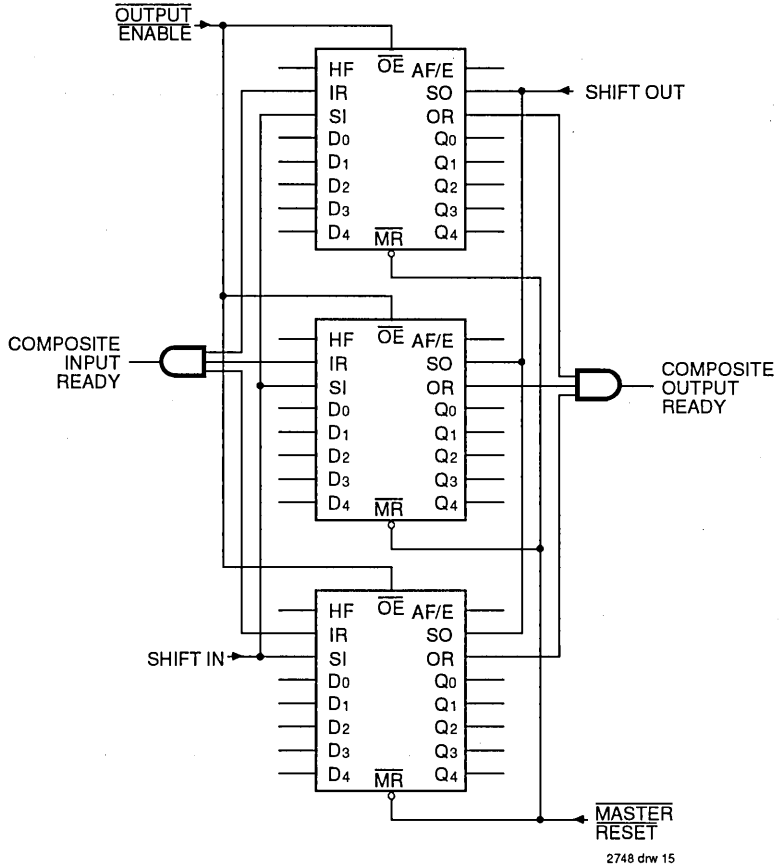 OUTPUT
ENABLE
OE
HF AF/E
IR SO
SHIFT OUT
SI OR
D0 Q0
D1 Q1
D2 Q2
D3 Q3
D4 Q4
MR
OE
HF AF/E
COMPOSITE
INPUT
READY
IR SO
SI OR
COMPOSITE
OUTPUT
READY
D0 Q0
D1 Q1
D2 Q2
D3 Q3
D4 Q4
MR
OE
HF AF/E
IR SO
SHIFT IN
SI OR
D0 Q0
D1 Q1
D2 Q2
D3 Q3
D4 Q4
MR
MASTER
RESET
2748 drw 15